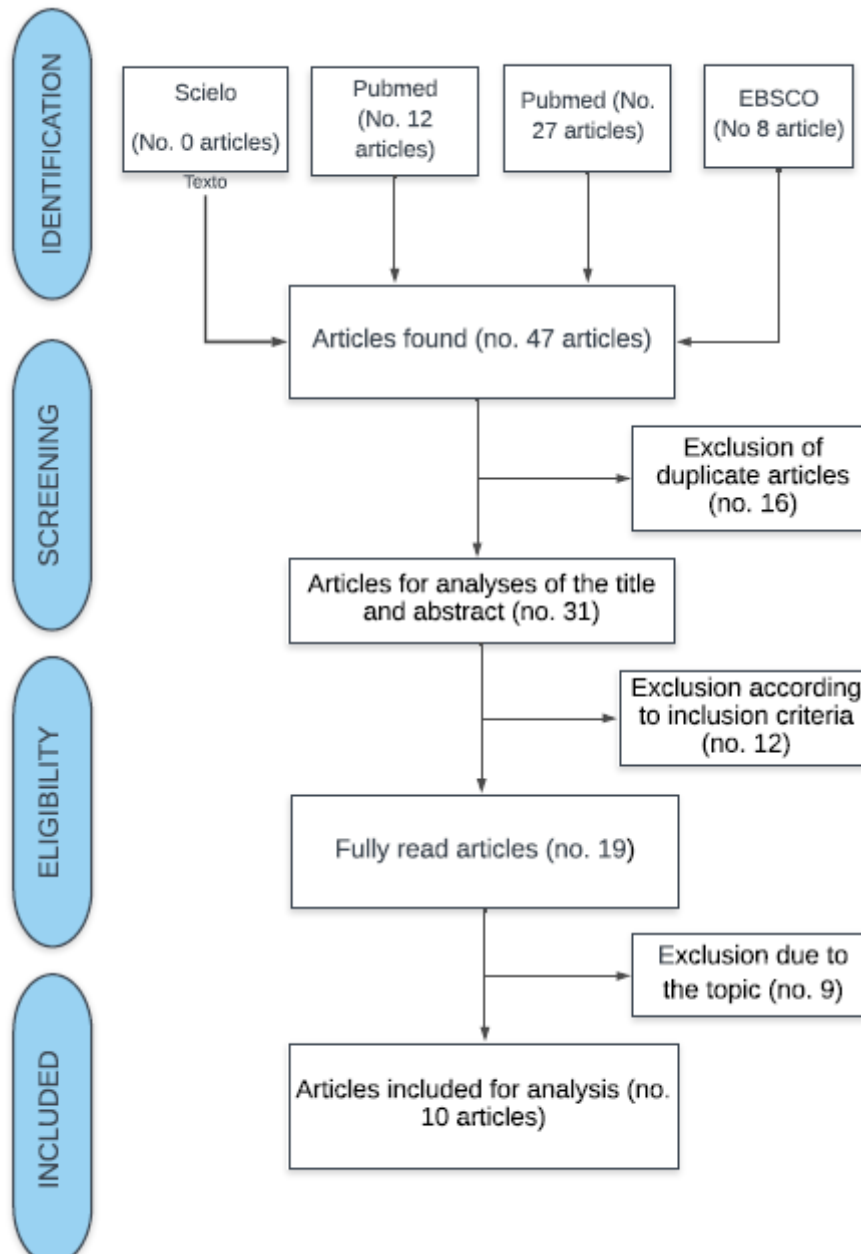 IDENTIFICATION
Scielo
(No. 0 articles)
Texto
Pubmed
(No. 12
articles)
Pubmed (No.
27 articles)
EBSCO
(No 8 article)
Articles found (no. 47 articles)
SCREENING
Exclusion of
duplicate articles
(no. 16)
Articles for analyses of the title
and abstract (no. 31)
ELIGIBILITY
Exclusion according
to inclusion criteria
(no. 12)
Fully read articles (no. 19)
Exclusion due to
the topic (no. 9)
INCLUDED
Articles included for analysis (no.
10 articles)